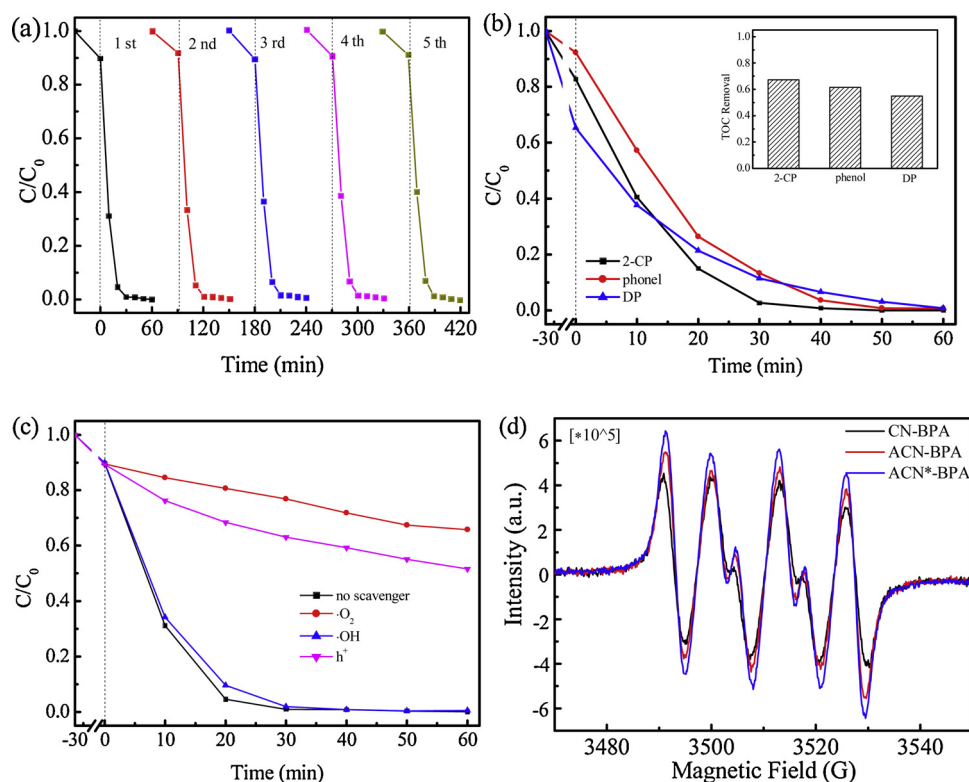 (a)
1 st
2 nd
3 rd
4 th
5 th
1.0
0.8
0.6
0.4
0.2
0.0
C/C0
0 60 120 180 240 300 360 420
Time (min)
(b)
1.0
0.8
0.6
0.4
0.2
0.0
C/C0
2-CP
phonel
DP
-30 0 10 20 30 40 50 60
Time (min)
1.0
0.8
0.6
0.4
0.2
0.0
TOC Removal
2-CP phenol DP
(c)
1.0
0.8
0.6
0.4
0.2
0.0
C/C0
no scavenger
·O2
·OH
h+
-30 0 10 20 30 40 50 60
Time (min)
(d)
[*10^5]
CN-BPA
ACN-BPA
ACN*-BPA
6
4
2
0
-2
-4
-6
Intensity (a.u.)
3480 3500 3520 3540
Magnetic Field (G)